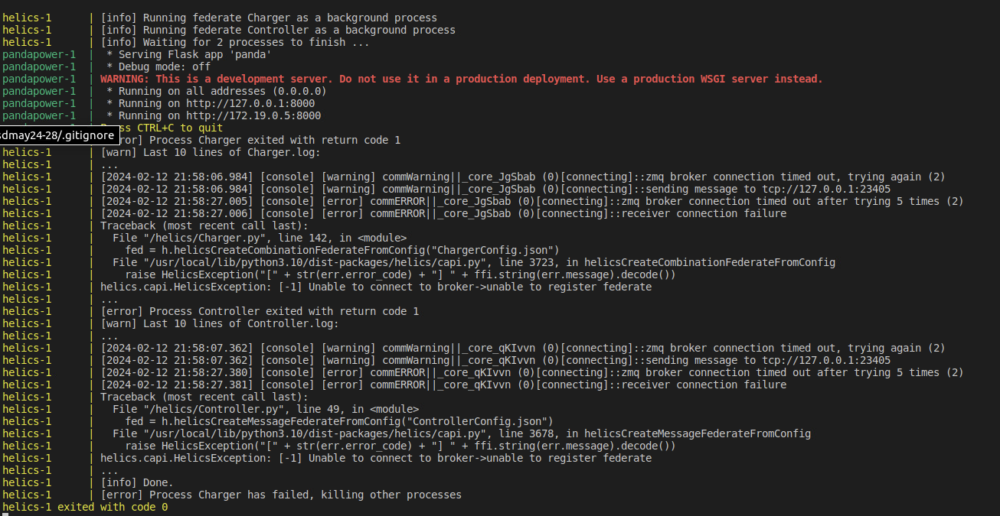 helics-1      | [info] Running federate Charger as a background process
helics-1      | [info] Running federate Controller as a background process
helics-1      | [info] Waiting for 2 processes to finish ...
pandapower-1  |  * Serving Flask app 'panda'
pandapower-1  |  * Debug mode: off
pandapower-1  | WARNING: This is a development server. Do not use it in a production deployment. Use a production WSGI server instead.
pandapower-1  |  * Running on all addresses (0.0.0.0)
pandapower-1  |  * Running on http://127.0.0.1:8000
pandapower-1  |  * Running on http://172.19.0.5:8000
CTRL+C to quit
sdmay24-28/.gitignore
Process Charger exited with return code 1
helics-1      | [warn] Last 10 lines of Charger.log:
helics-1      | ...
helics-1      | [2024-02-12 21:58:06.984] [console] [warning] commWarning||_core_JgSbab (0)[connecting]::zmq broker connection timed out, trying again (2)
helics-1      | [2024-02-12 21:58:06.984] [console] [warning] commWarning||_core_JgSbab (0)[connecting]::sending message to tcp://127.0.0.1:23405
helics-1      | [2024-02-12 21:58:27.005] [console] [error] commERROR||_core_JgSbab (0)[connecting]::zmq broker connection timed out after trying 5 times (2)
helics-1      | [2024-02-12 21:58:27.006] [console] [error] commERROR||_core_JgSbab (0)[connecting]::receiver connection failure
helics-1      | Traceback (most recent call last):
helics-1      |   File "/helics/Charger.py", line 142, in <module>
helics-1      |     fed = h.helicsCreateCombinationFederateFromConfig("ChargerConfig.json")
helics-1      |   File "/usr/local/lib/python3.10/dist-packages/helics/capi.py", line 3723, in helicsCreateCombinationFederateFromConfig
helics-1      |     raise HelicsException("[" + str(err.error_code) + "] " + ffi.string(err.message).decode())
helics-1      | helics.capi.HelicsException: [-1] Unable to connect to broker->unable to register federate
helics-1      | ...
helics-1      | [error] Process Controller exited with return code 1
helics-1      | [warn] Last 10 lines of Controller.log:
helics-1      | ...
helics-1      | [2024-02-12 21:58:07.362] [console] [warning] commWarning||_core_qKIvvn (0)[connecting]::zmq broker connection timed out, trying again (2)
helics-1      | [2024-02-12 21:58:07.362] [console] [warning] commWarning||_core_qKIvvn (0)[connecting]::sending message to tcp://127.0.0.1:23405
helics-1      | [2024-02-12 21:58:27.380] [console] [error] commERROR||_core_qKIvvn (0)[connecting]::zmq broker connection timed out after trying 5 times (2)
helics-1      | [2024-02-12 21:58:27.381] [console] [error] commERROR||_core_qKIvvn (0)[connecting]::receiver connection failure
helics-1      | Traceback (most recent call last):
helics-1      |   File "/helics/Controller.py", line 49, in <module>
helics-1      |     fed = h.helicsCreateMessageFederateFromConfig("ControllerConfig.json")
helics-1      |   File "/usr/local/lib/python3.10/dist-packages/helics/capi.py", line 3678, in helicsCreateMessageFederateFromConfig
helics-1      |     raise HelicsException("[" + str(err.error_code) + "] " + ffi.string(err.message).decode())
helics-1      | helics.capi.HelicsException: [-1] Unable to connect to broker->unable to register federate
helics-1      | ...
helics-1      | [info] Done.
helics-1      | [error] Process Charger has failed, killing other processes
helics-1 exited with code 0